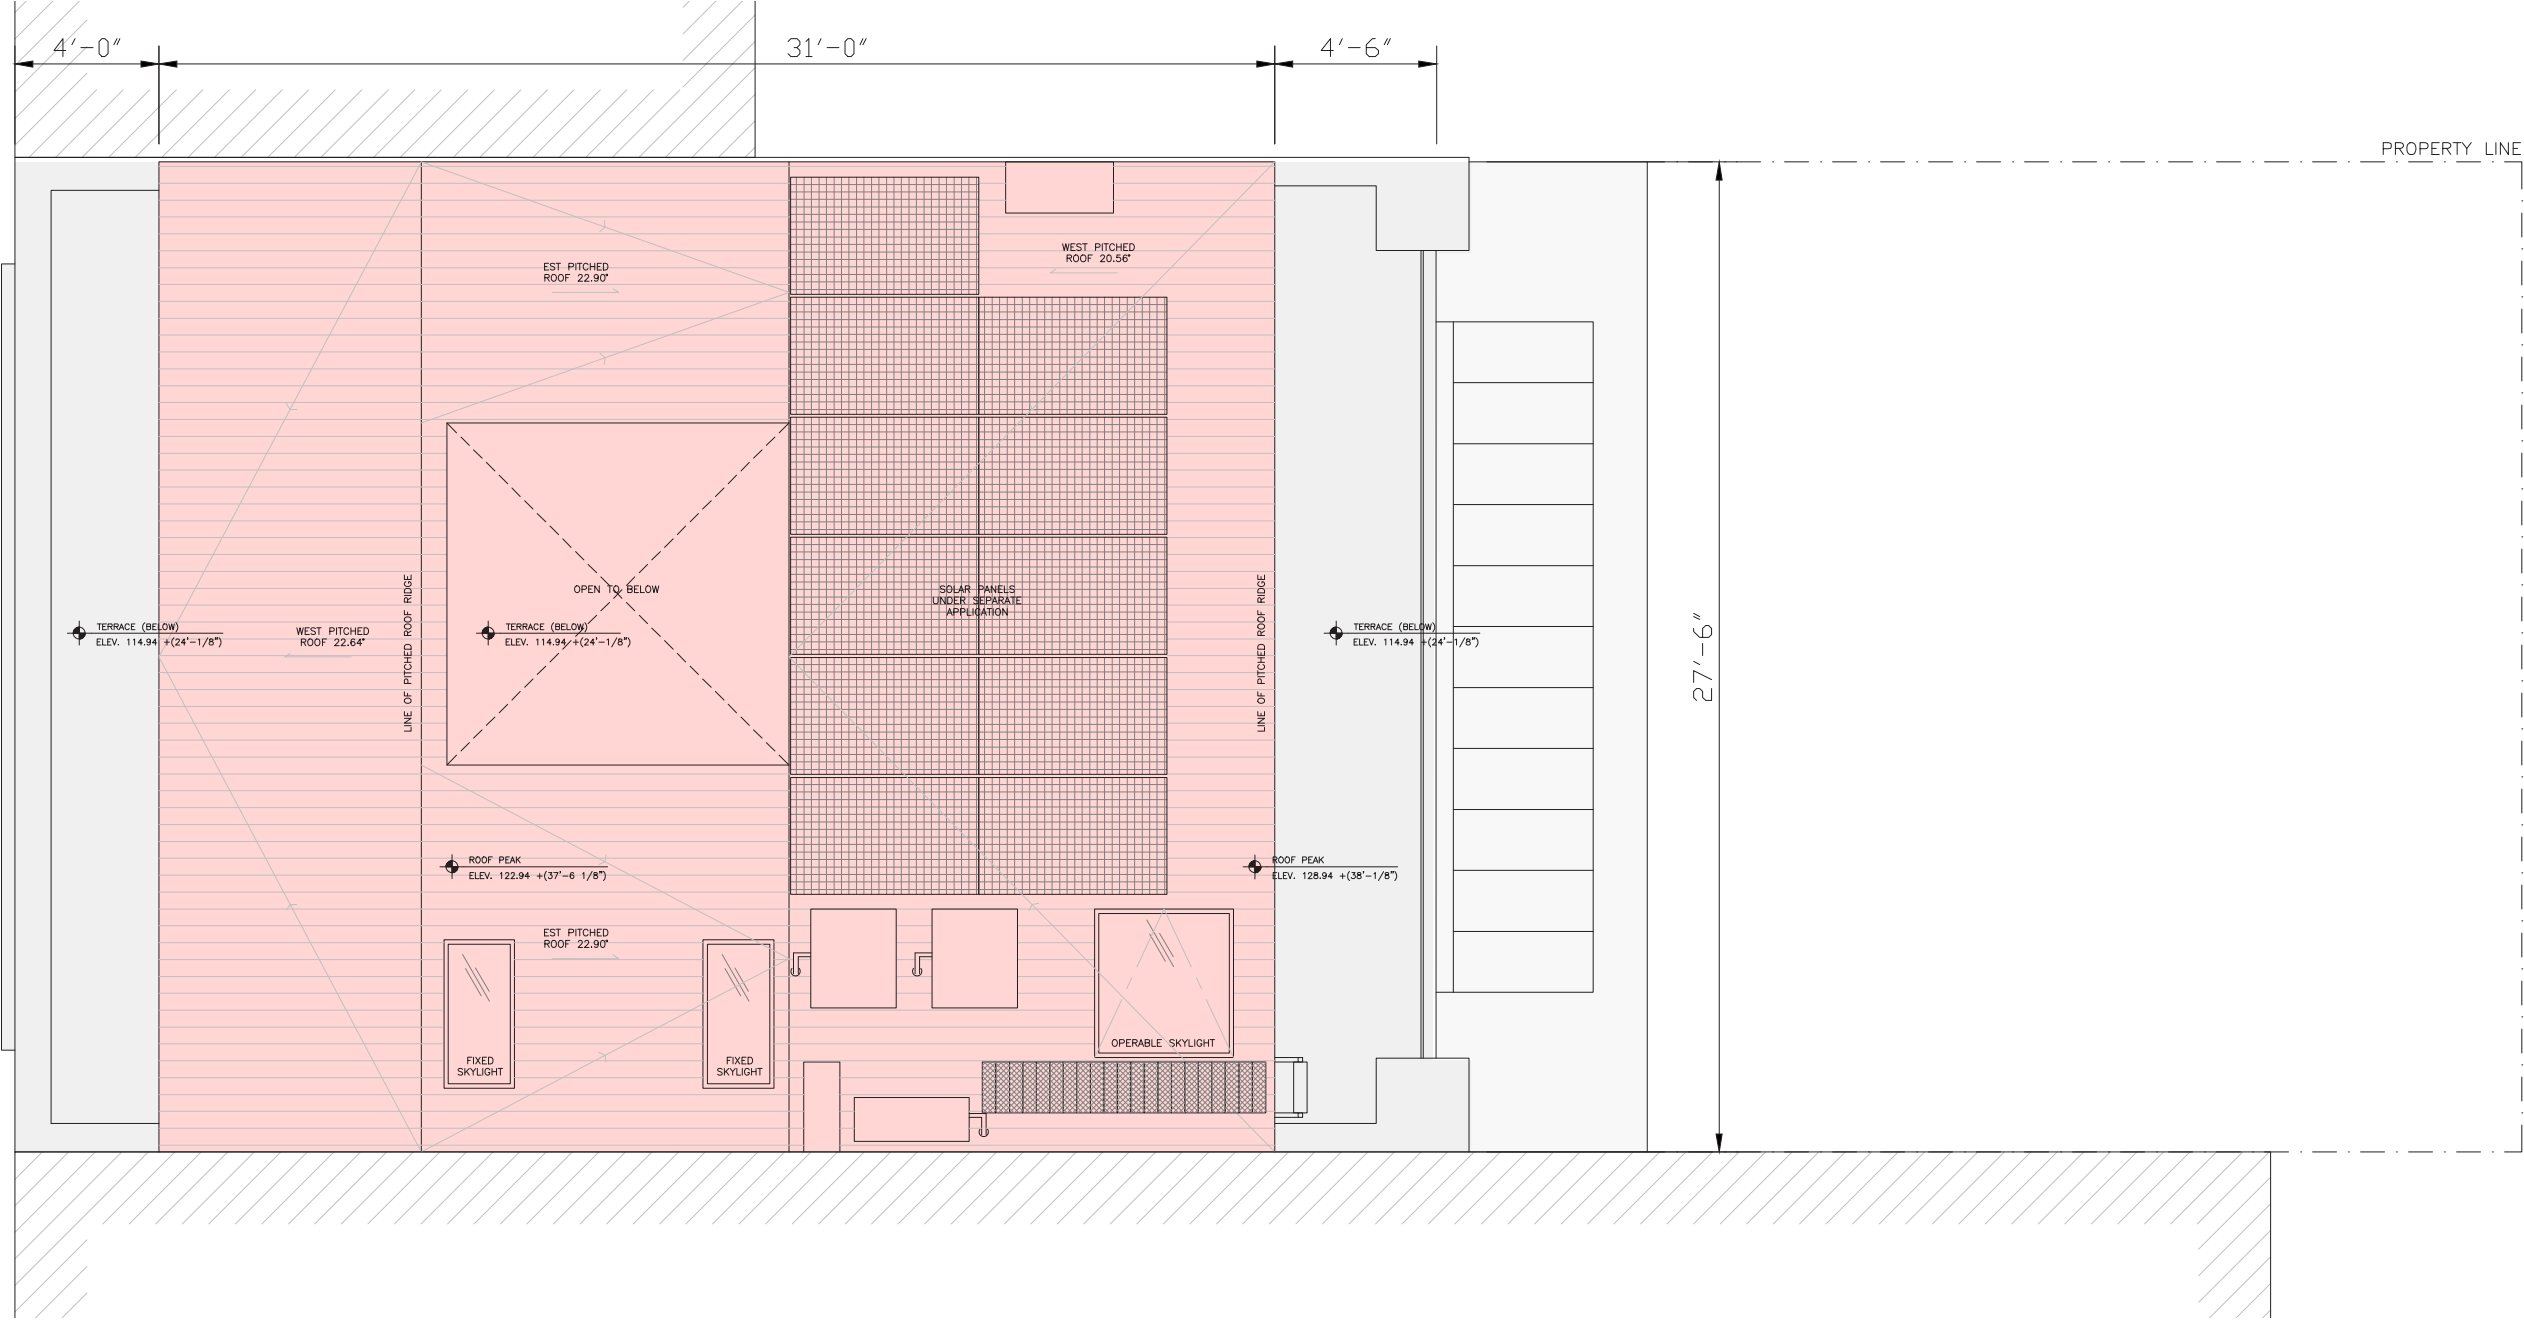 4'-0"
31'-0"
4'-6"
PROPERTY LINE
WEST PITCHED
ROOF 20.56°
EST PITCHED
ROOF 22.90°
OPEN TO BELOW
SOLAR PANELS
UNDER SEPARATE
APPLICATION
LINE OF PITCHED ROOF RIDGE
LINE OF PITCHED ROOF RIDGE
TERRACE (BELOW)
ELEV. 114.94 +(24'-1/8")
WEST PITCHED
ROOF 22.64°
TERRACE (BELOW)
ELEV. 114.94 +(24'-1/8")
TERRACE (BELOW)
ELEV. 114.94 +(24'-1/8")
27'-6"
ROOF PEAK
ELEV. 122.94 +(37'-6 1/8")
ROOF PEAK
ELEV. 128.94 +(38'-1/8")
EST PITCHED
ROOF 22.90°
FIXED
SKYLIGHT
FIXED
SKYLIGHT
OPERABLE SKYLIGHT